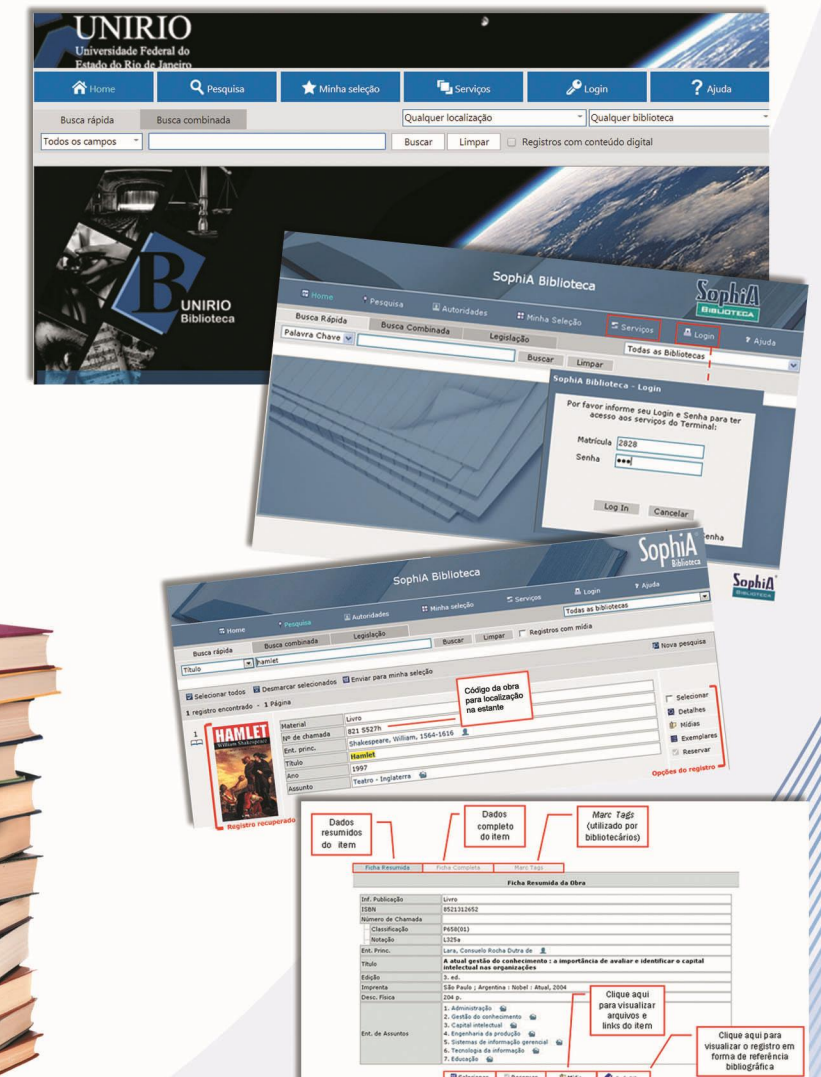 UNIRIO
Universidade Federal do
Estado do Rio de Janeiro
Home Pesquisa Minha seleção Serviços Login Ajuda
Busca rápida Busca combinada Qualquer localização Qualquer biblioteca
Todos os campos Buscar Limpar Registros com conteúdo digital
B UNIRIO
Biblioteca
SophiA Biblioteca
SophiA
BIBLIOTECA
Home Pesquisa Autoridades Minha Seleção Serviços Login Ajuda
Busca Rápida Busca Combinada Legislação Todas as Bibliotecas
Palavra Chave Buscar Limpar
SophiA Biblioteca - Login
Por favor informe seu Login e Senha para ter
acesso aos serviços do Terminal:
Matrícula 2828
Senha •••
Log In Cancelar
Senha
SophiA
BIBLIOTECA
SophiA Biblioteca
SophiA
Biblioteca
Home Pesquisa Autoridades Minha seleção Serviços Login Ajuda
Busca rápida Busca combinada Legislação Todas as bibliotecas
Título hamlet Buscar Limpar Registros com mídia
Selecionar todos Desmarcar selecionados Enviar para minha seleção Nova pesquisa
1 registro encontrado - 1 Página
Código da obra
para localização
na estante
1
HAMLET
William Shakespeare
Material Livro
Nº de chamada 821 S527h
Ent. princ. Shakespeare, William, 1564-1616
Título Hamlet
Ano 1997
Assunto Teatro - Inglaterra
Selecionar
Detalhes
Mídias
Exemplares
Reservar
Registro recuperado
Opções do registro
Dados
resumidos
do item
Dados
completo
do item
Marc Tags
(utilizado por
bibliotecários)
Ficha Resumida Ficha Completa Marc Tags
Ficha Resumida da Obra
Inf. Publicação Livro
ISBN 8521312652
Número de Chamada
Classificação P658(01)
Notação L325a
Ent. Princ. Lara, Consuelo Rocha Dutra de
Título A atual gestão do conhecimento : a importância de avaliar e identificar o capital
intelectual nas organizações
Edição 3. ed.
Imprenta São Paulo ; Argentina : Nobel : Atual, 2004
Desc. Física 204 p.
Ent. de Assuntos
1. Administração
2. Gestão do conhecimento
3. Capital intelectual
4. Engenharia da produção
5. Sistemas de informação gerencial
6. Tecnologia da informação
7. Educação
Clique aqui
para visualizar
arquivos e
links do item
Clique aqui para
visualizar o registro em
forma de referência
bibliográfica